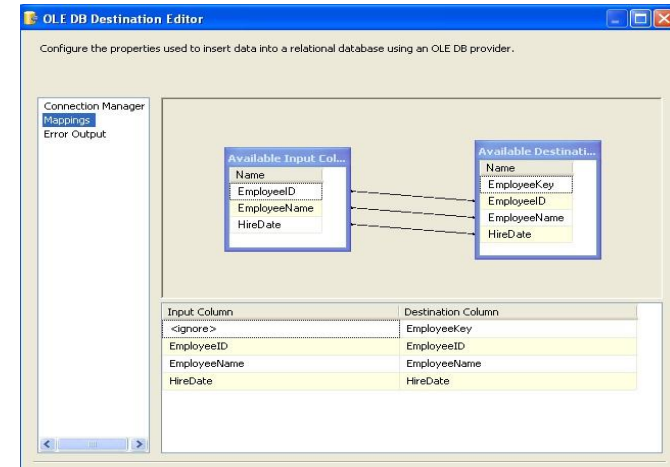 OLE DB Destination Editor
Configure the properties used to insert data into a relational database using an OLE DB provider.
Connection Manager
Mappings
Error Output
Available Input Col...
Name
EmployeeID
EmployeeName
HireDate
Available Destinati...
Name
EmployeeKey
EmployeeID
EmployeeName
HireDate
Input Column Destination Column
<ignore> EmployeeKey
EmployeeID EmployeeID
EmployeeName EmployeeName
HireDate HireDate